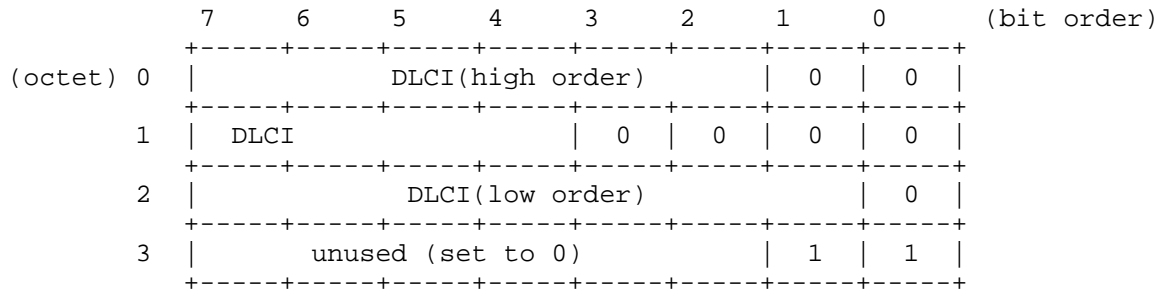 7 6 5 4 3 2 1 0 (bit order)
+-----+-----+-----+-----+-----+-----+-----+-----+
(octet) 0 | DLCI(high order) | 0 | 0 |
+-----+-----+-----+-----+-----+-----+-----+-----+
1 | DLCI | 0 | 0 | 0 | 0 |
+-----+-----+-----+-----+-----+-----+-----+-----+
2 | DLCI(low order) | 0 |
+-----+-----+-----+-----+-----+-----+-----+-----+
3 | unused (set to 0) | 1 | 1 |
+-----+-----+-----+-----+-----+-----+-----+-----+